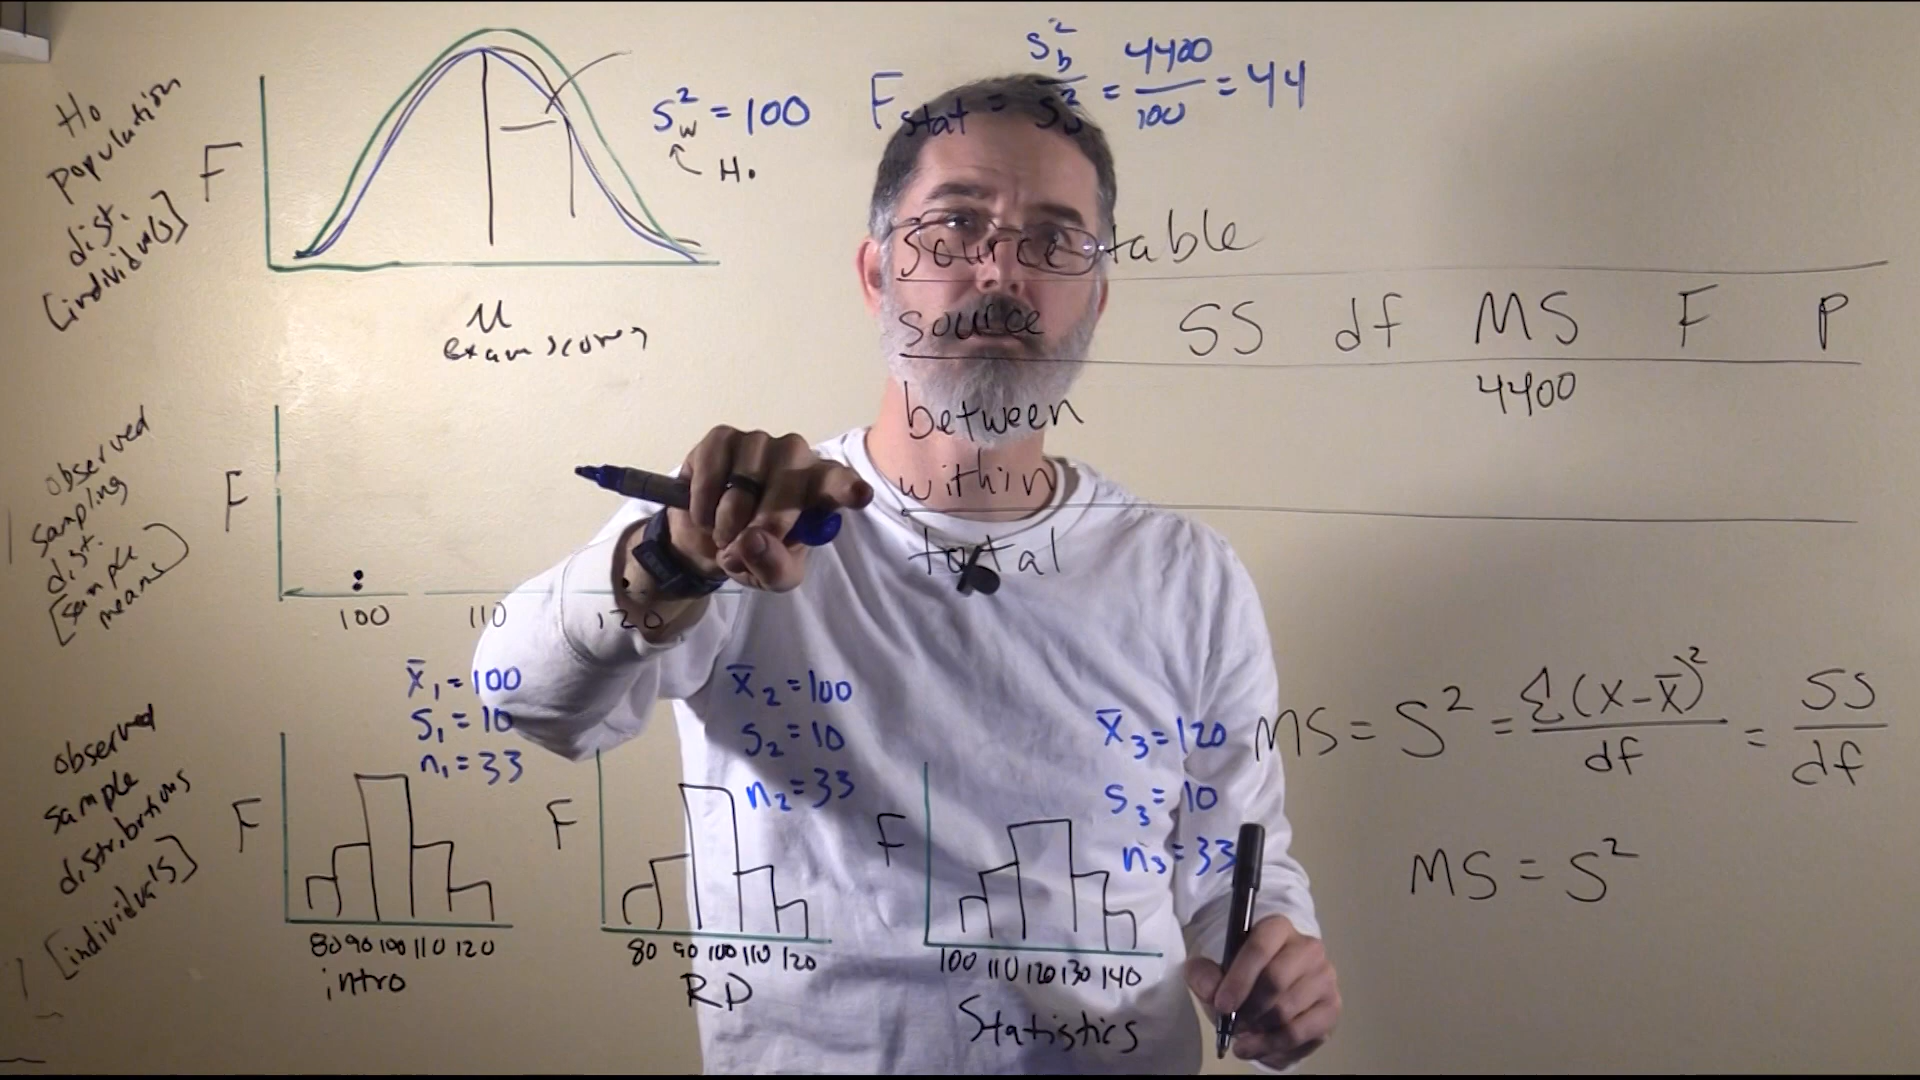 Ho
population
dist.
[individuals]
F
μ
exam scores
S²w = 100
H₀
Fstat = S²b / S²w = 4400 / 100 = 44
source table
source SS df MS F P
between 4400
within
total
observed
sampling
dist.
[sample
means]
F
100 110 120
observed
sample
distributions
[individuals]
x̄₁ = 100
S₁ = 10
n₁ = 33
F
80 90 100 110 120
intro
x̄₂ = 100
S₂ = 10
n₂ = 33
F
80 90 100 110 120
RD
x̄₃ = 120
S₃ = 10
n₃ = 33
F
100 110 120 130 140
Statistics
MS = S² = Σ(x-x̄)² / df = SS / df
MS = S²